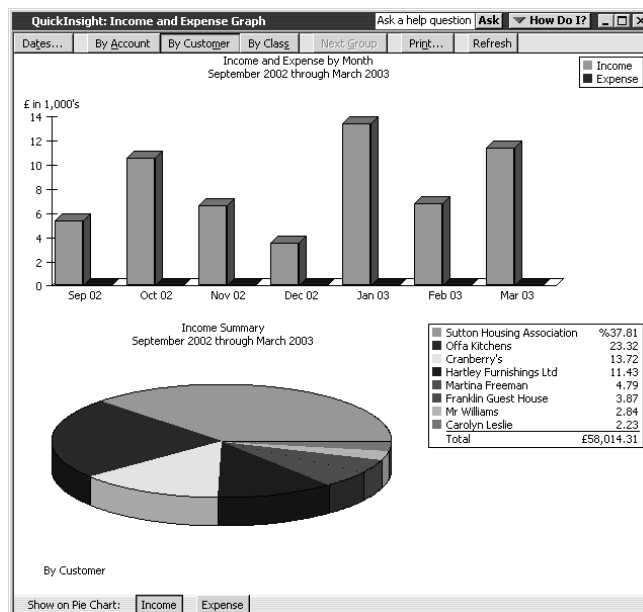 QuickInsight: Income and Expense Graph Ask a help question Ask How Do I?
Dates... By Account By Customer By Class Next Group Print... Refresh
Income and Expense by Month
September 2002 through March 2003
Income
Expense
£ in 1,000's
14
12
10
8
6
4
2
0
Sep 02 Oct 02 Nov 02 Dec 02 Jan 03 Feb 03 Mar 03
Income Summary
September 2002 through March 2003
Sutton Housing Association %37.81
Offa Kitchens 23.32
Cranberry's 13.72
Hartley Furnishings Ltd 11.43
Martina Freeman 4.79
Franklin Guest House 3.87
Mr Williams 2.84
Carolyn Leslie 2.23
Total £58,014.31
By Customer
Show on Pie Chart: Income Expense